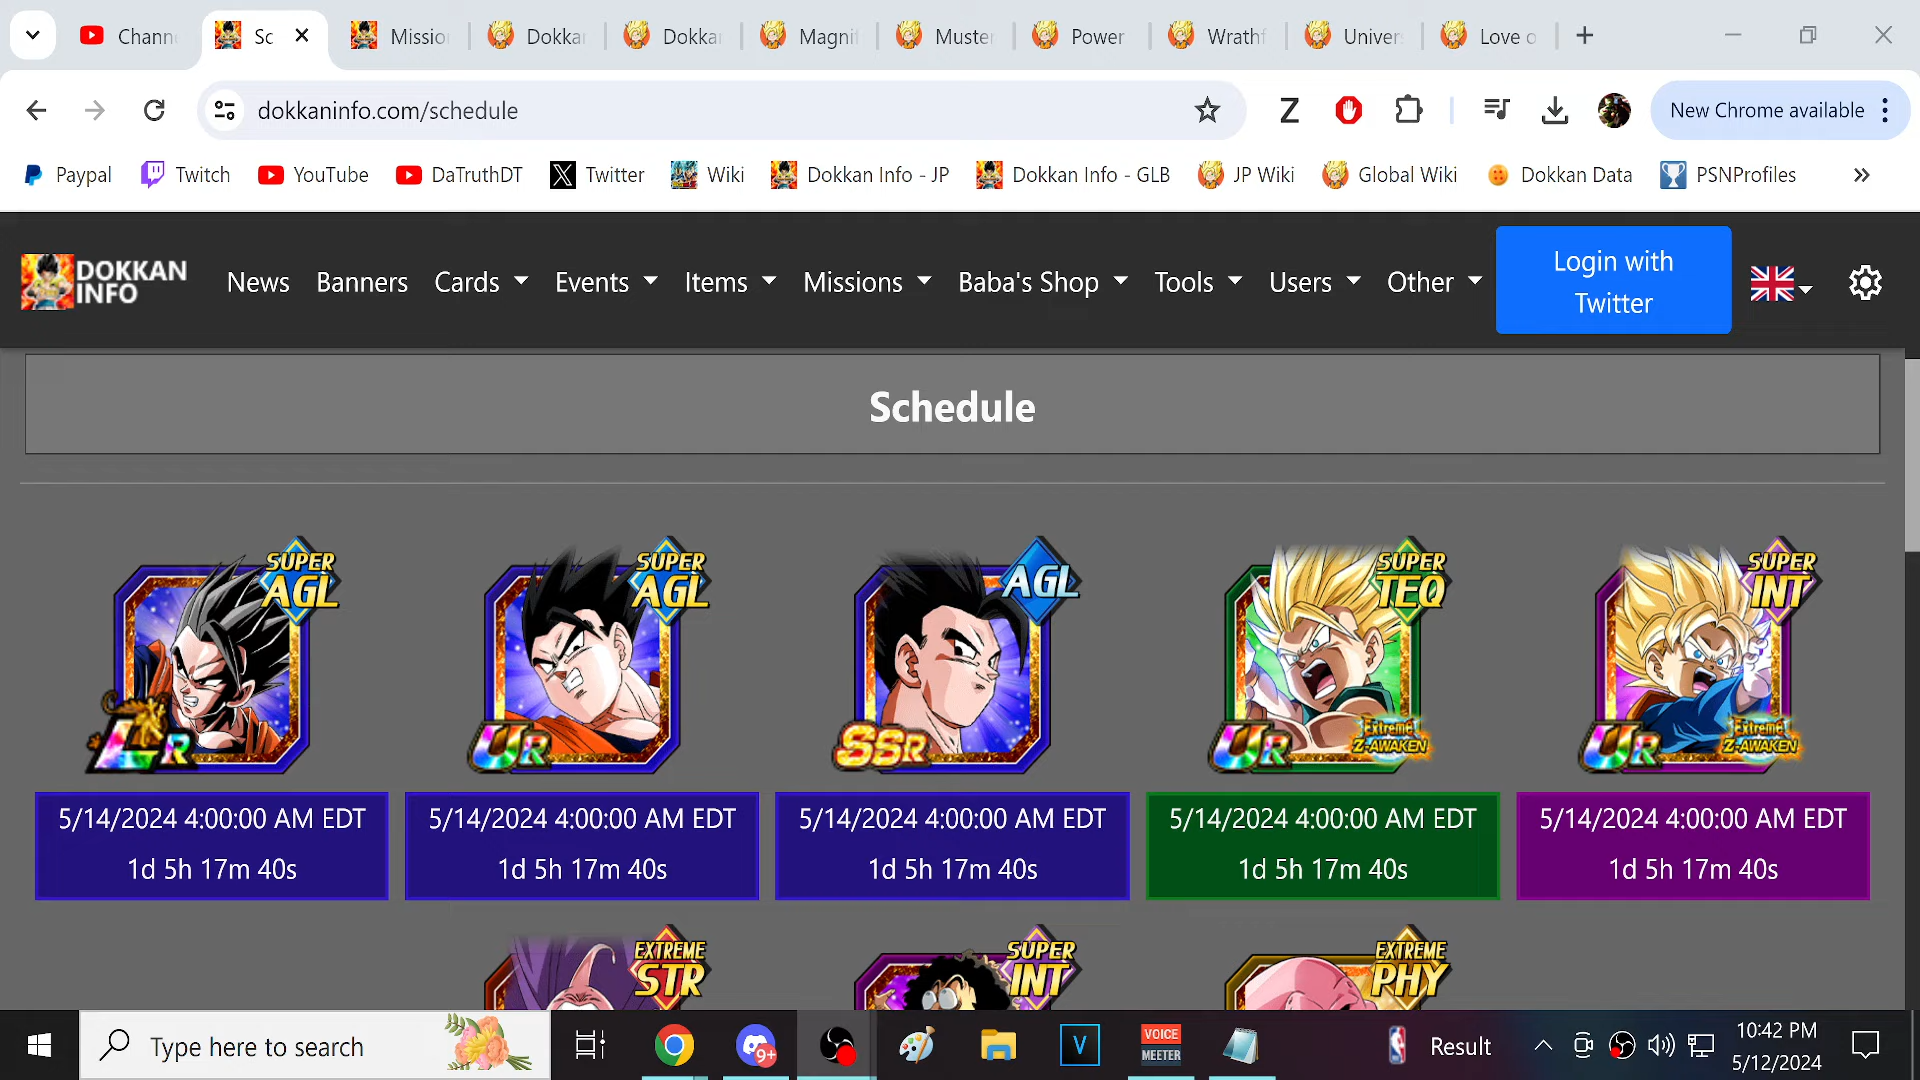 Chann
Sc
Missio
Dokka
Dokka
Magni
Muste
Power
Wrathf
Univer
Love o
dokkaninfo.com/schedule
Z
New Chrome available
Paypal
Twitch
YouTube
DaTruthDT
Twitter
Wiki
Dokkan Info - JP
Dokkan Info - GLB
JP Wiki
Global Wiki
Dokkan Data
PSNProfiles
DOKKAN
INFO
News
Banners
Cards
Events
Items
Missions
Baba's Shop
Tools
Users
Other
Login with
Twitter
Schedule
SUPER
AGL
LR
SUPER
AGL
UR
AGL
SSR
SUPER
TEQ
UR
Extreme
Z-AWAKEN
SUPER
INT
UR
Extreme
Z-AWAKEN
5/14/2024 4:00:00 AM EDT
1d 5h 17m 40s
5/14/2024 4:00:00 AM EDT
1d 5h 17m 40s
5/14/2024 4:00:00 AM EDT
1d 5h 17m 40s
5/14/2024 4:00:00 AM EDT
1d 5h 17m 40s
5/14/2024 4:00:00 AM EDT
1d 5h 17m 40s
EXTREME
STR
SUPER
INT
EXTREME
PHY
Type here to search
9+
V
VOICE
MEETER
Result
10:42 PM
5/12/2024